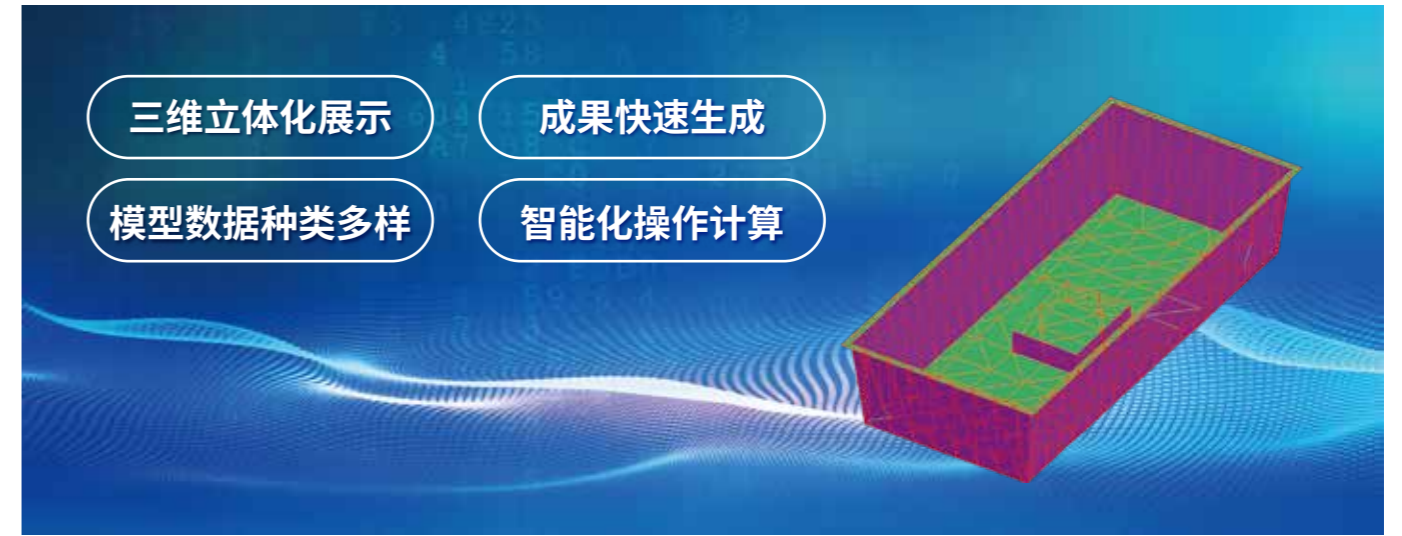 三维立体化展示
成果快速生成
模型数据种类多样
智能化操作计算